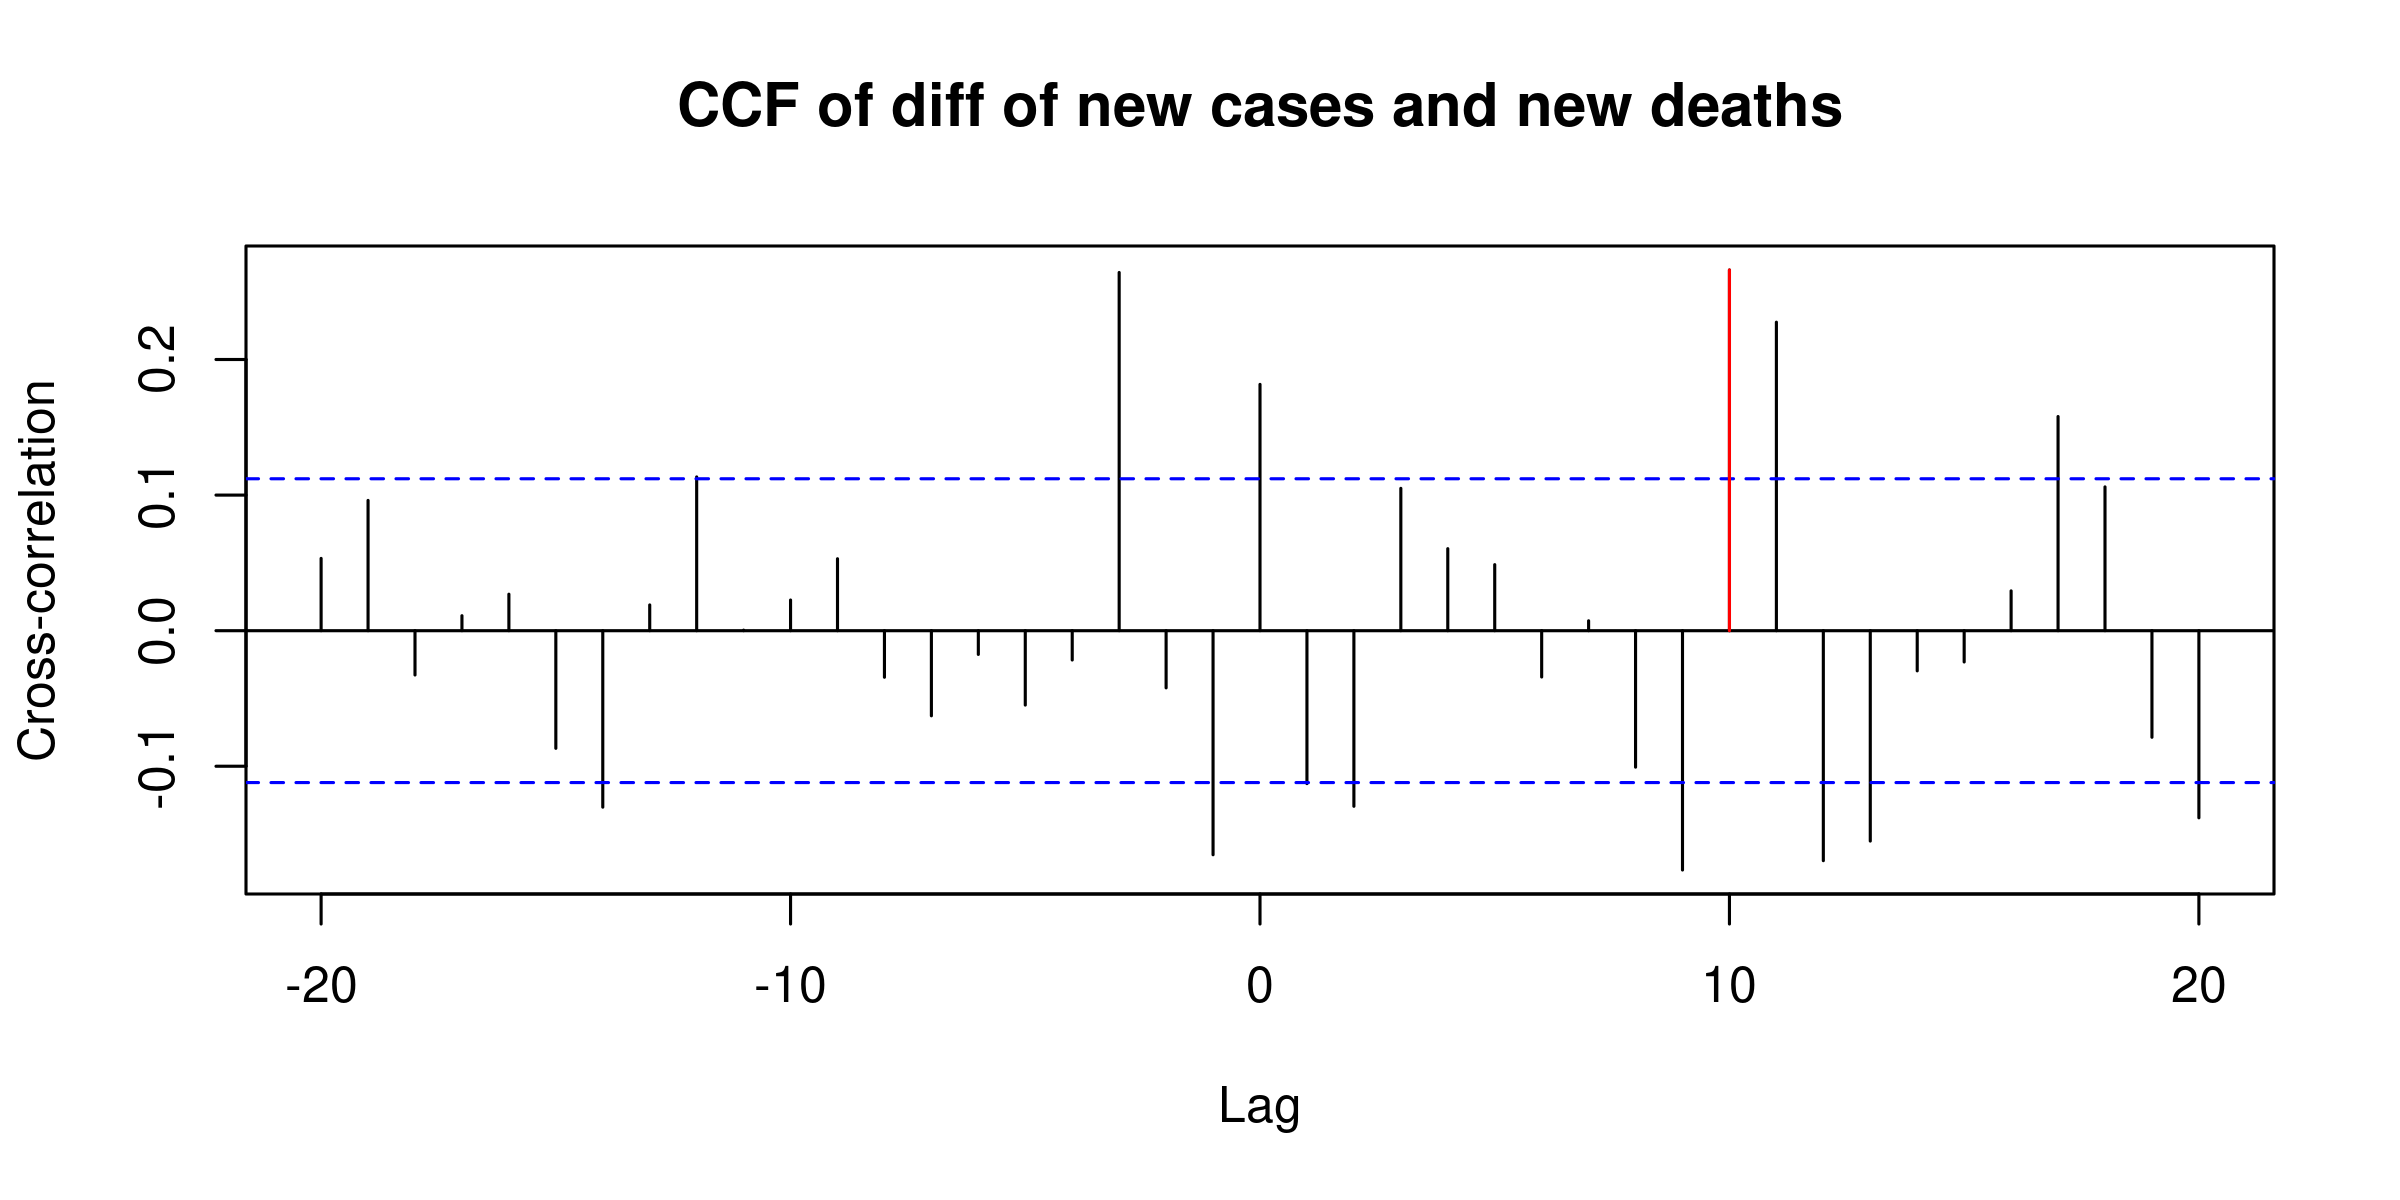 CCF of diff of new cases and new deaths
Cross-correlation
0.2
0.1
0.0
-0.1
-20 -10 0 10 20
Lag